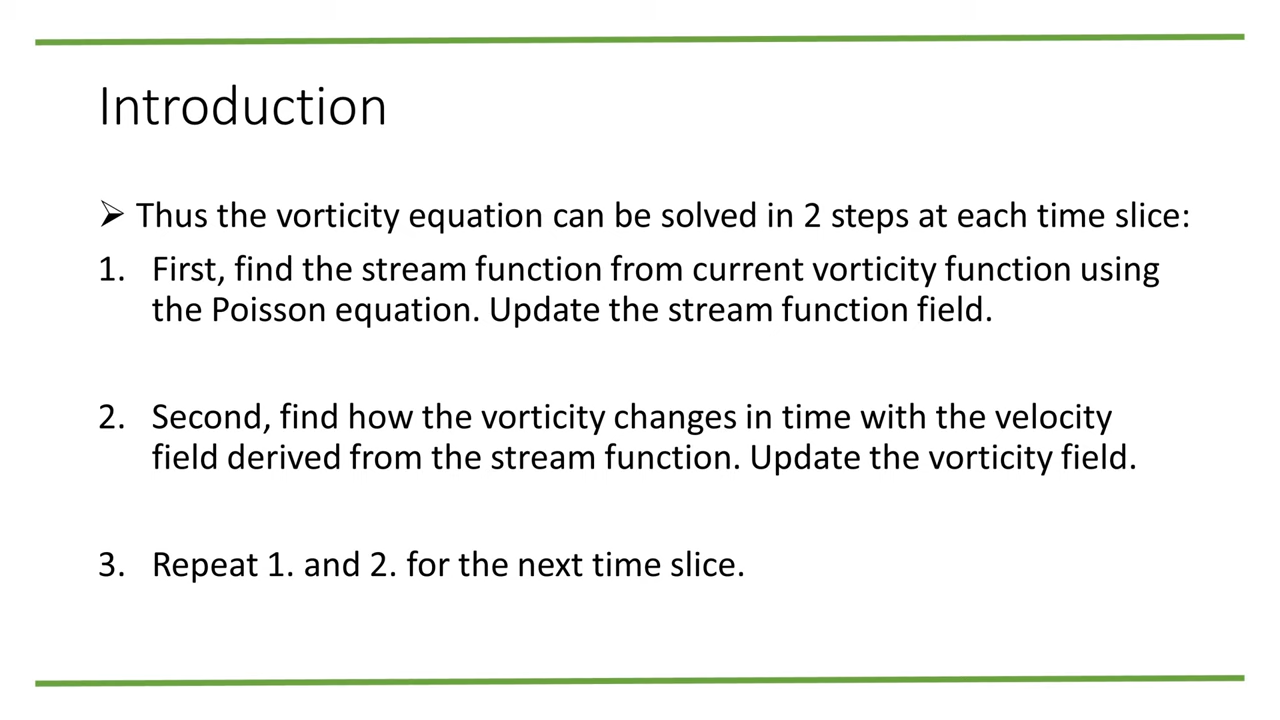 Introduction
➢ Thus the vorticity equation can be solved in 2 steps at each time slice:
1. First, find the stream function from current vorticity function using
the Poisson equation. Update the stream function field.
2. Second, find how the vorticity changes in time with the velocity
field derived from the stream function. Update the vorticity field.
3. Repeat 1. and 2. for the next time slice.